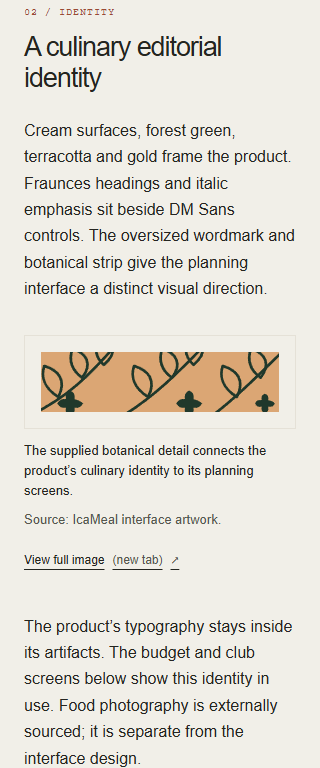 02 / IDENTITY
A culinary editorial
identity
Cream surfaces, forest green,
terracotta and gold frame the product.
Fraunces headings and italic
emphasis sit beside DM Sans
controls. The oversized wordmark and
botanical strip give the planning
interface a distinct visual direction.
The supplied botanical detail connects the
product’s culinary identity to its planning
screens.
Source: IcaMeal interface artwork.
View full image (new tab) ↗
The product’s typography stays inside
its artifacts. The budget and club
screens below show this identity in
use. Food photography is externally
sourced; it is separate from the
interface design.